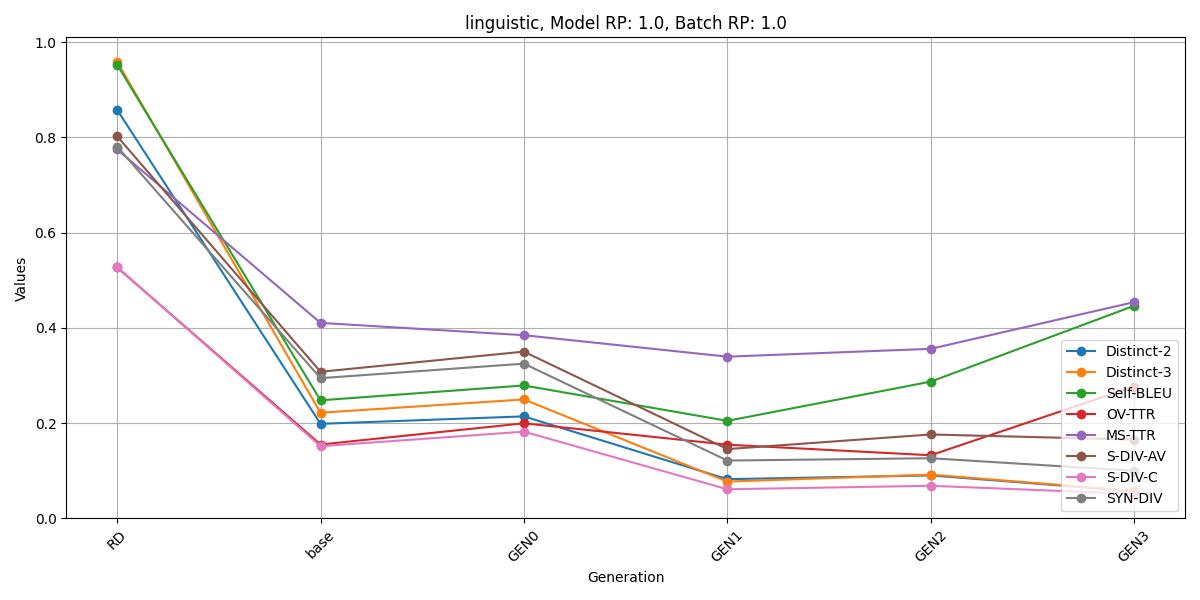 linguistic, Model RP: 1.0, Batch RP: 1.0
Values
1.0
0.8
0.6
0.4
0.2
0.0
Distinct-2
Distinct-3
Self-BLEU
OV-TTR
MS-TTR
S-DIV-AV
S-DIV-C
SYN-DIV
RD
base
GEN0
GEN1
GEN2
GEN3
Generation